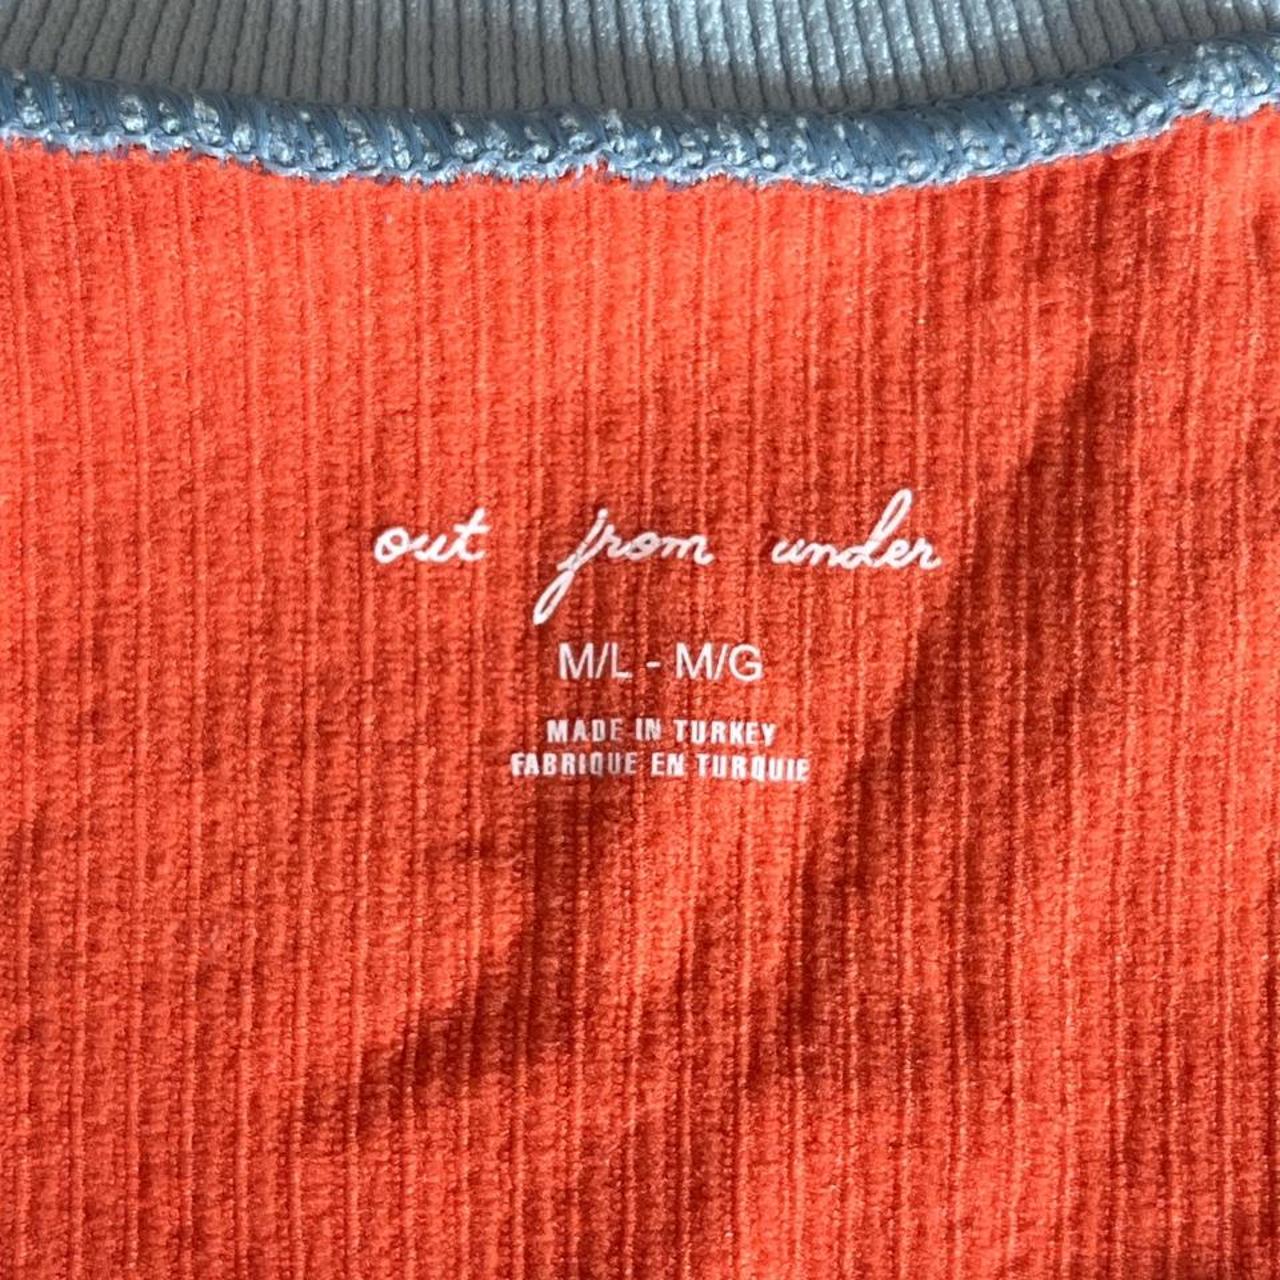 out from under
M/L - M/G
MADE IN TURKEY
FABRIQUE EN TURQUIE